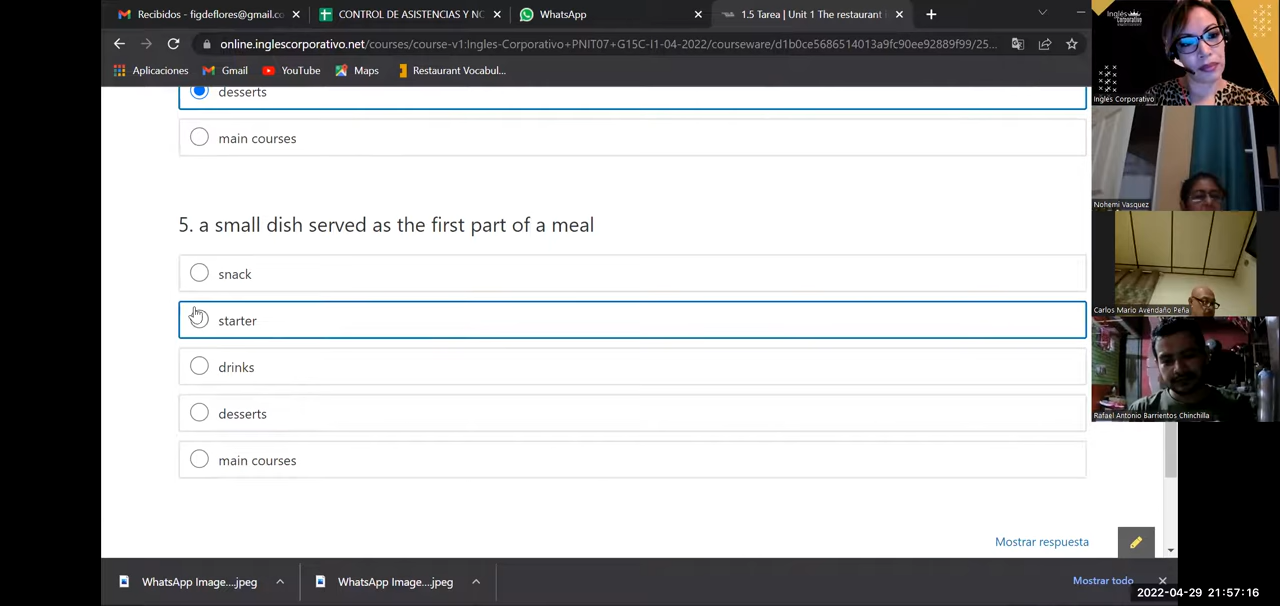 Recibidos - figdeflores@gmail.co
CONTROL DE ASISTENCIAS Y NO
WhatsApp
1.5 Tarea | Unit 1 The restaurant
online.inglescorporativo.net/courses/course-v1:Ingles-Corporativo+PNIT07+G15C-I1-04-2022/courseware/d1b0ce5686514013a9fc90ee92889f99/25...
Aplicaciones
Gmail
YouTube
Maps
Restaurant Vocabul...
desserts
main courses
5. a small dish served as the first part of a meal
snack
starter
drinks
desserts
main courses
Mostrar respuesta
WhatsApp Image....jpeg
WhatsApp Image....jpeg
Mostrar todo
2022-04-29 21:57:16
Inglés
corporativo
Inglés Corporativo
Nohemi Vasquez
Carlos Mario Avendaño Peña
Rafael Antonio Barrientos Chinchilla